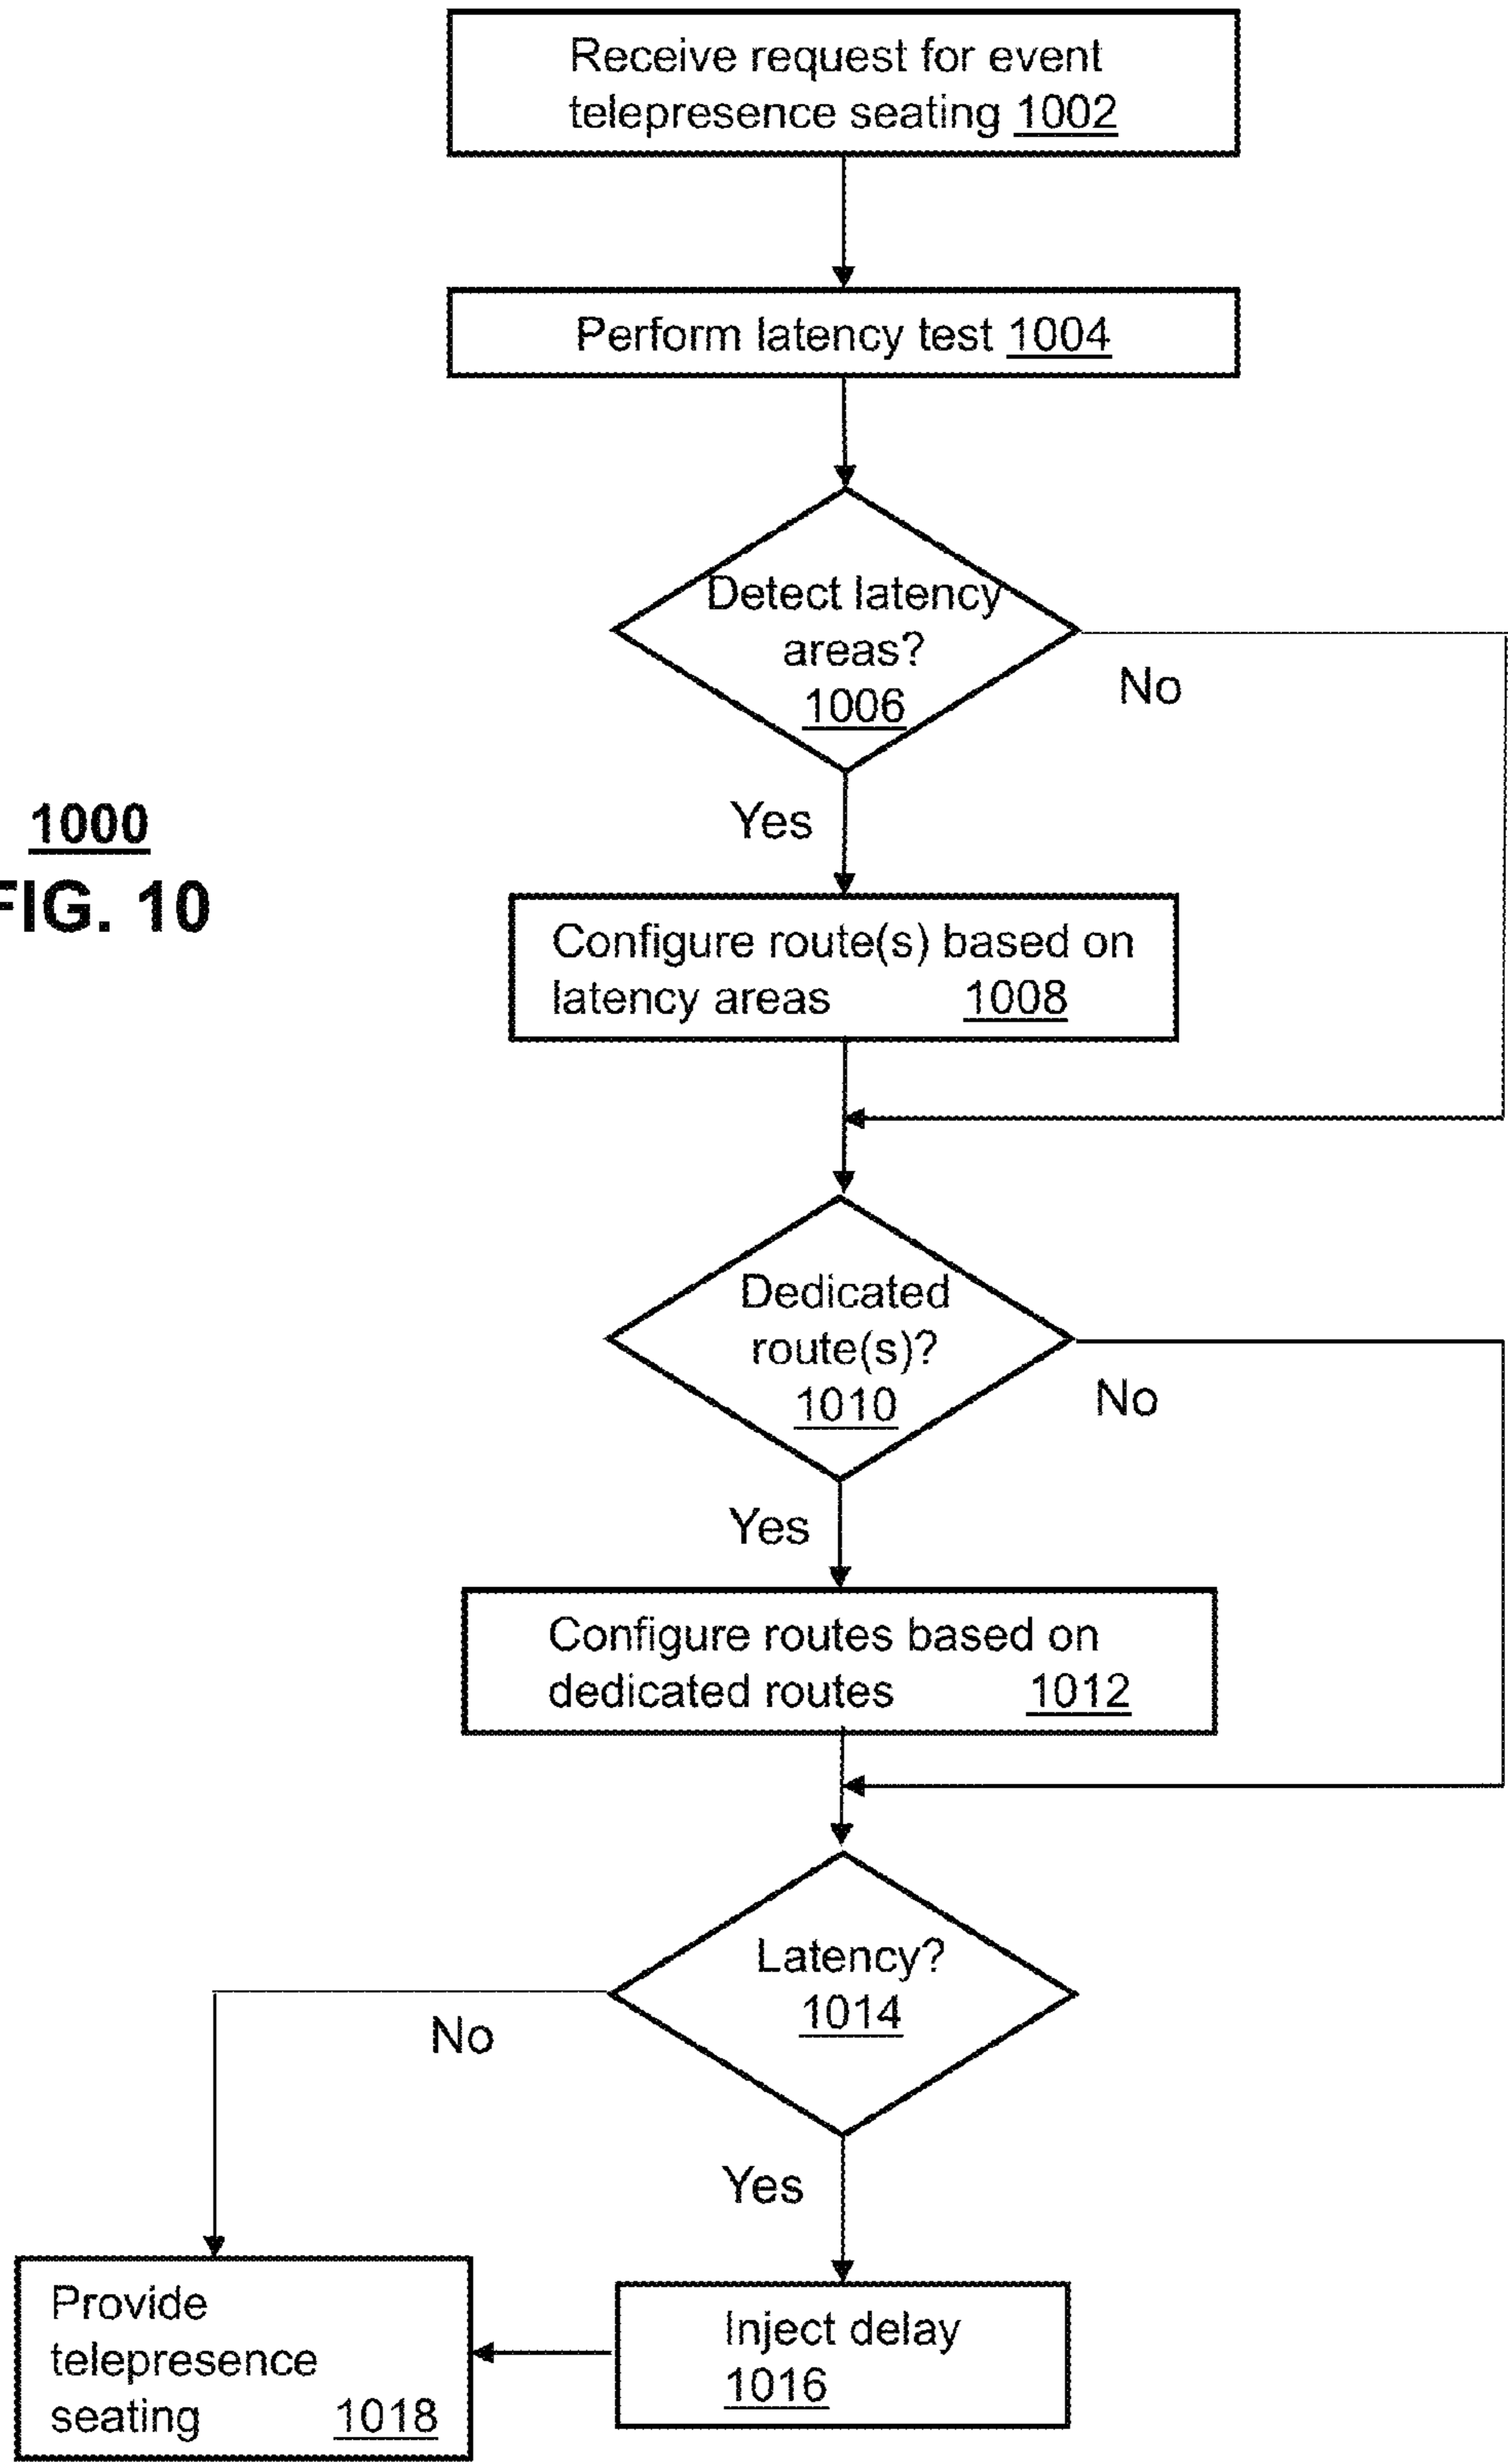 Receive request for event
telepresence seating 1002
Perform latency test 1004
Detect latency
areas?
1006
No
Yes
1000
FIG. 10
Configure route(s) based on
latency areas 1008
Dedicated
route(s)?
1010
No
Yes
Configure routes based on
dedicated routes 1012
Latency?
1014
No
Yes
Provide
telepresence
seating 1018
Inject delay
1016